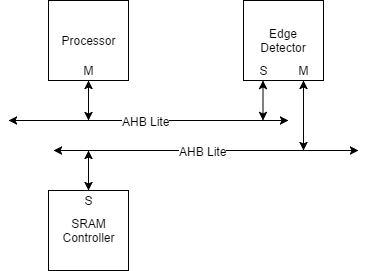 Processor
M
Edge
Detector
S M
AHB Lite
AHB Lite
S
SRAM
Controller